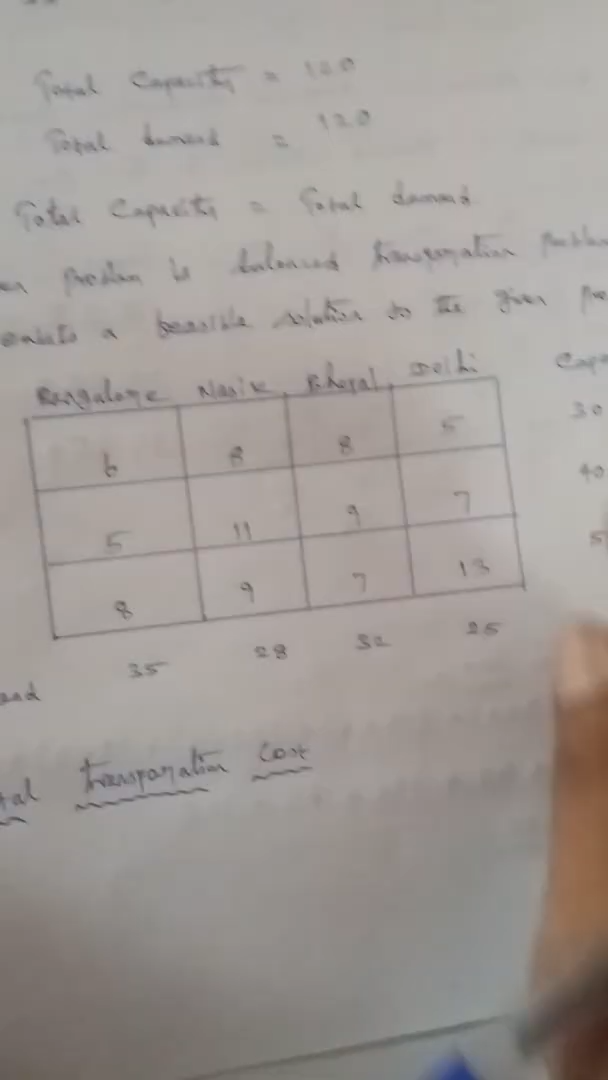 Total Capacity = 120
Total demand = 120
Total Capacity = Total demand
problem is balanced transportation
a feasible solution to the given
Bangalore Nasik Bhopal Delhi
6 8 8 5 30
5 11 9 7 40
8 9 7 13
35 28 32 25
Transportation Cost